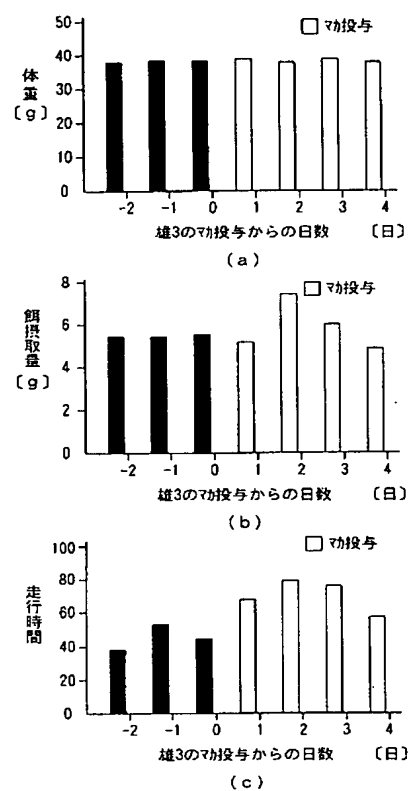 □ マカ投与
体重
〔g〕
50
40
30
20
10
0
-2 -1 0 1 2 3 4
雄3のマカ投与からの日数 〔日〕
(a)
□ マカ投与
餌摂取量
〔g〕
8
6
4
2
0
-2 -1 0 1 2 3 4
雄3のマカ投与からの日数 〔日〕
(b)
□ マカ投与
走行時間
100
80
60
40
20
0
-2 -1 0 1 2 3 4
雄3のマカ投与からの日数 〔日〕
(c)